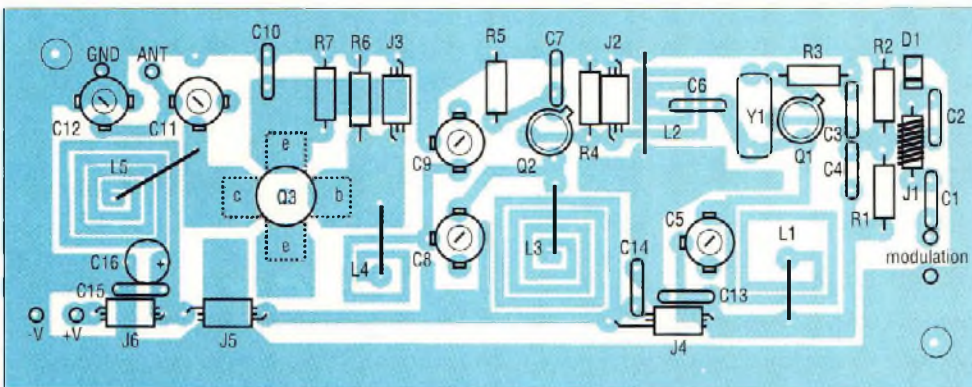 GND
ANT
C10
R7
R6
J3
R5
C7
J2
R3
R2
D1
C12
C11
C9
Q2
R4
C6
L2
Y1
Q1
C3
C4
C2
J1
R1
C1
L5
e
c
Q3
b
e
C16
+
C15
L4
C8
L3
C14
C5
L1
C13
modulation
-V
+V
J6
J5
J4